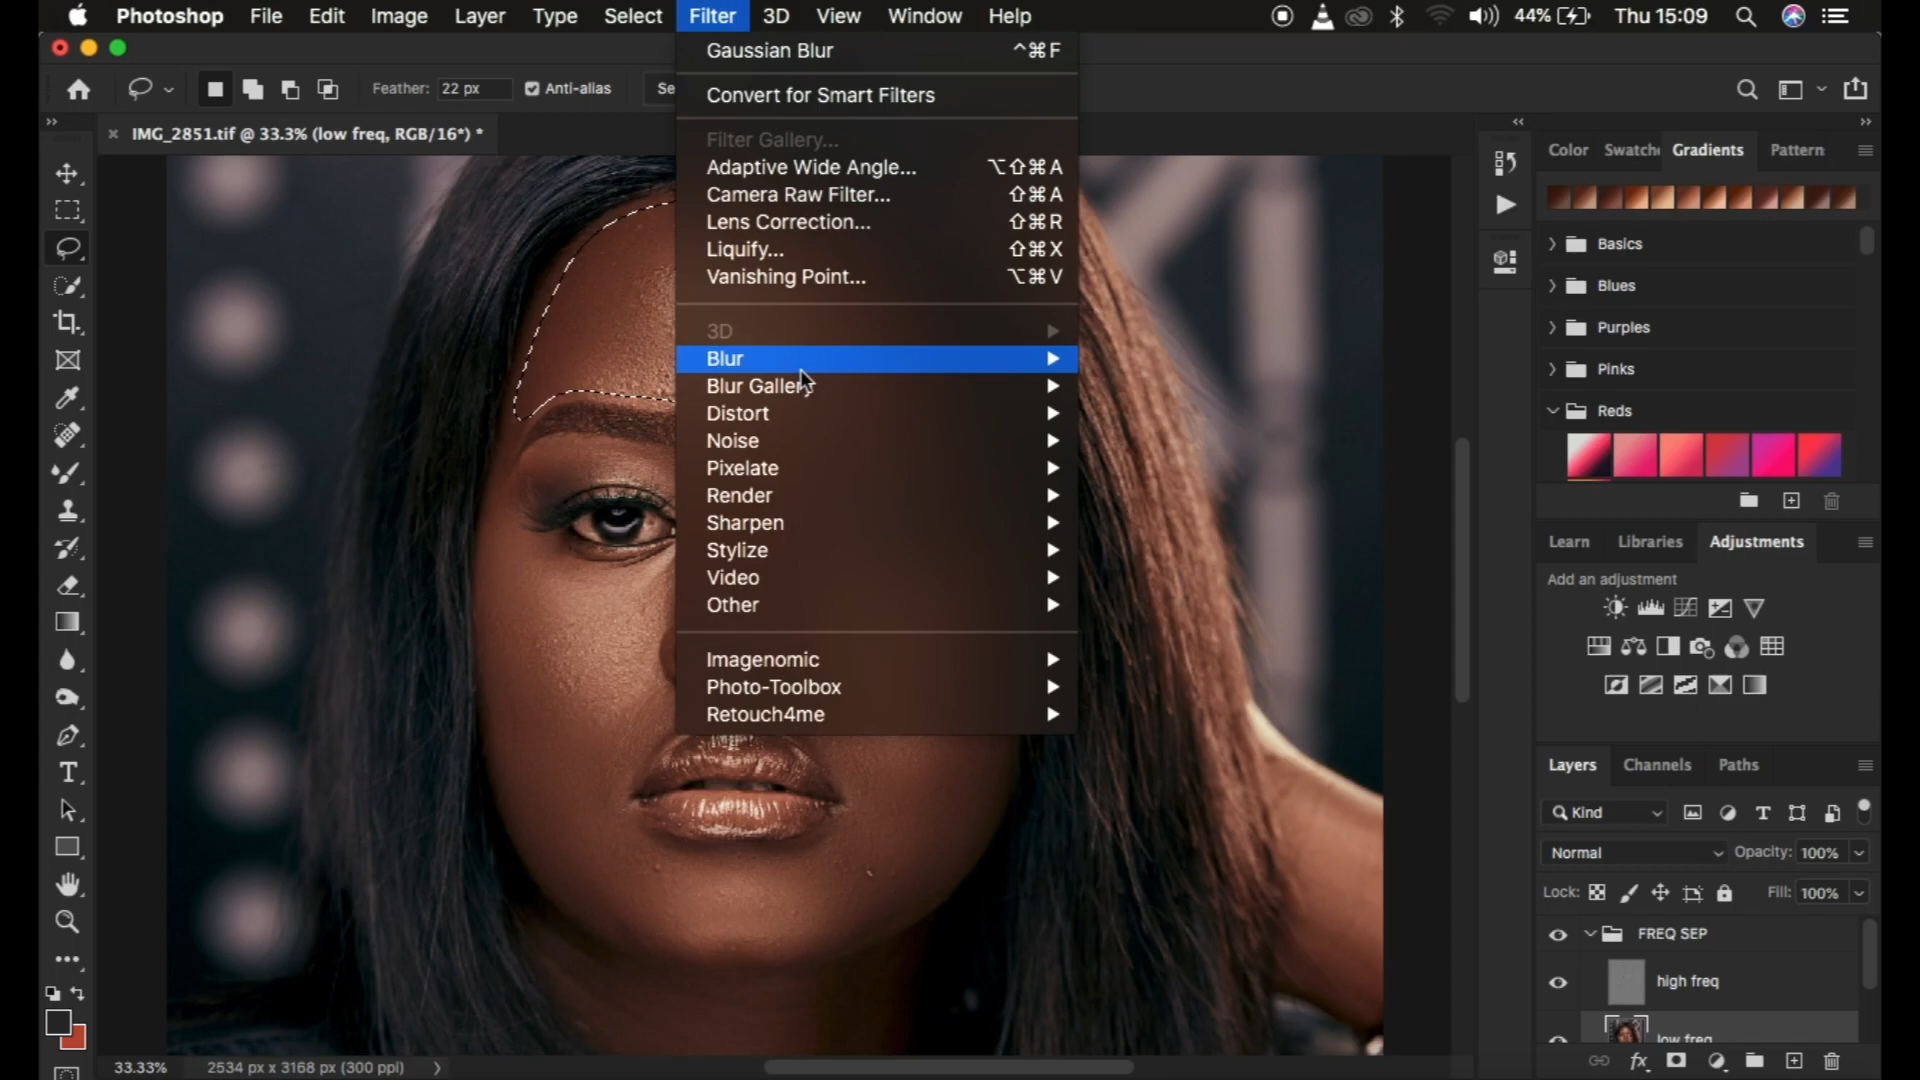 Photoshop File Edit Image Layer Type Select Filter 3D View Window Help 44% Thu 15:09
Feather: 22 px Anti-alias Se
IMG_2851.tif @ 33.3% (low freq, RGB/16*) *
Gaussian Blur ^⌘F
Convert for Smart Filters
Filter Gallery...
Adaptive Wide Angle... ⌥⇧⌘A
Camera Raw Filter... ⇧⌘A
Lens Correction... ⇧⌘R
Liquify... ⇧⌘X
Vanishing Point... ⌥⌘V
3D
Blur
Blur Gallery
Distort
Noise
Pixelate
Render
Sharpen
Stylize
Video
Other
Imagenomic
Photo-Toolbox
Retouch4me
Color Swatche Gradients Pattern
Basics
Blues
Purples
Pinks
Reds
Learn Libraries Adjustments
Add an adjustment
Layers Channels Paths
Kind
Normal Opacity: 100%
Lock: Fill: 100%
FREQ SEP
high freq
low freq
33.33% 2534 px x 3168 px (300 ppi)